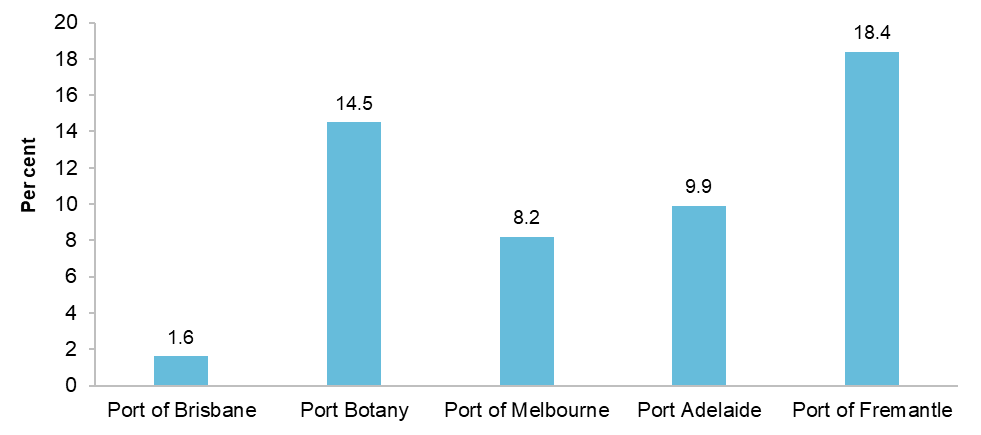 Per cent
20
18
16
14
12
10
8
6
4
2
0
1.6
14.5
8.2
9.9
18.4
Port of Brisbane
Port Botany
Port of Melbourne
Port Adelaide
Port of Fremantle